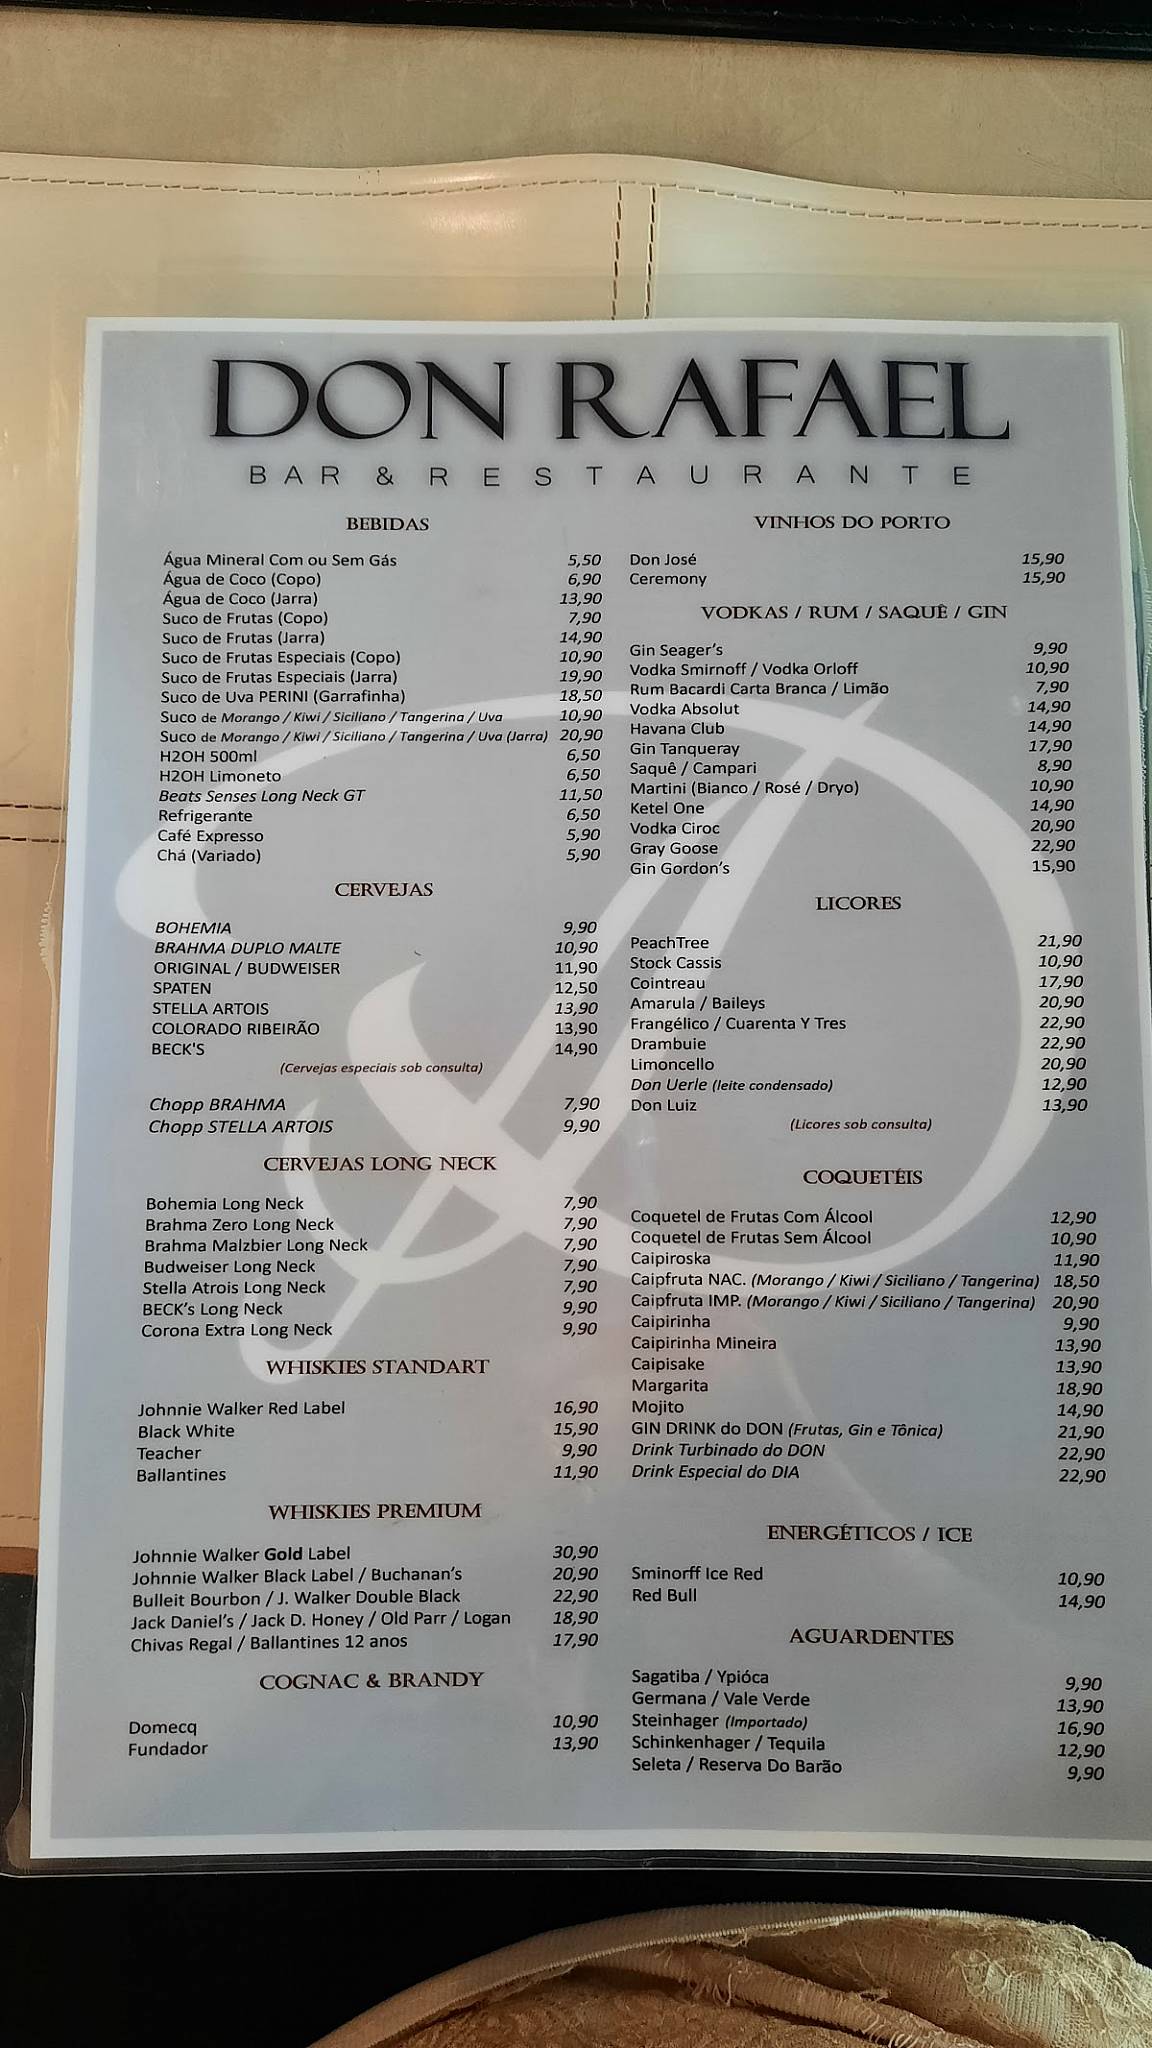 DON RAFAEL
BAR & RESTAURANTE
BEBIDAS
Água Mineral Com ou Sem Gás 5,50
Água de Coco (Copo) 6,90
Água de Coco (Jarra) 13,90
Suco de Frutas (Copo) 7,90
Suco de Frutas (Jarra) 14,90
Suco de Frutas Especiais (Copo) 10,90
Suco de Frutas Especiais (Jarra) 19,90
Suco de Uva PERINI (Garrafinha) 18,50
Suco de Morango / Kiwi / Siciliano / Tangerina / Uva 10,90
Suco de Morango / Kiwi / Siciliano / Tangerina / Uva (Jarra) 20,90
H2OH 500ml 6,50
H2OH Limoneto 6,50
Beats Senses Long Neck GT 11,50
Refrigerante 6,50
Café Expresso 5,90
Chá (Variado) 5,90
CERVEJAS
BOHEMIA 9,90
BRAHMA DUPLO MALTE 10,90
ORIGINAL / BUDWEISER 11,90
SPATEN 12,50
STELLA ARTOIS 13,90
COLORADO RIBEIRÃO 13,90
BECK'S 14,90
(Cervejas especiais sob consulta)
Chopp BRAHMA 7,90
Chopp STELLA ARTOIS 9,90
CERVEJAS LONG NECK
Bohemia Long Neck 7,90
Brahma Zero Long Neck 7,90
Brahma Malzbier Long Neck 7,90
Budweiser Long Neck 7,90
Stella Atrois Long Neck 7,90
BECK's Long Neck 9,90
Corona Extra Long Neck 9,90
WHISKIES STANDART
Johnnie Walker Red Label 16,90
Black White 15,90
Teacher 9,90
Ballantines 11,90
WHISKIES PREMIUM
Johnnie Walker Gold Label 30,90
Johnnie Walker Black Label / Buchanan's 20,90
Bulleit Bourbon / J. Walker Double Black 22,90
Jack Daniel's / Jack D. Honey / Old Parr / Logan 18,90
Chivas Regal / Ballantines 12 anos 17,90
COGNAC & BRANDY
Domecq 10,90
Fundador 13,90
VINHOS DO PORTO
Don José 15,90
Ceremony 15,90
VODKAS / RUM / SAQUÊ / GIN
Gin Seager's 9,90
Vodka Smirnoff / Vodka Orloff 10,90
Rum Bacardi Carta Branca / Limão 7,90
Vodka Absolut 14,90
Havana Club 14,90
Gin Tanqueray 17,90
Saquê / Campari 8,90
Martini (Bianco / Rosé / Dryo) 10,90
Ketel One 14,90
Vodka Ciroc 20,90
Gray Goose 22,90
Gin Gordon's 15,90
LICORES
PeachTree 21,90
Stock Cassis 10,90
Cointreau 17,90
Amarula / Baileys 20,90
Frangélico / Cuarenta Y Tres 22,90
Drambuie 22,90
Limoncello 20,90
Don Uerle (leite condensado) 12,90
Don Luiz 13,90
(Licores sob consulta)
COQUETÉIS
Coquetel de Frutas Com Álcool 12,90
Coquetel de Frutas Sem Álcool 10,90
Caipiroska 11,90
Caipfruta NAC. (Morango / Kiwi / Siciliano / Tangerina) 18,50
Caipfruta IMP. (Morango / Kiwi / Siciliano / Tangerina) 20,90
Caipirinha 9,90
Caipirinha Mineira 13,90
Caipisake 13,90
Margarita 18,90
Mojito 14,90
GIN DRINK do DON (Frutas, Gin e Tônica) 21,90
Drink Turbinado do DON 22,90
Drink Especial do DIA 22,90
ENERGÉTICOS / ICE
Sminorff Ice Red 10,90
Red Bull 14,90
AGUARDENTES
Sagatiba / Ypióca 9,90
Germana / Vale Verde 13,90
Steinhager (Importado) 16,90
Schinkenhager / Tequila 12,90
Seleta / Reserva Do Barão 9,90